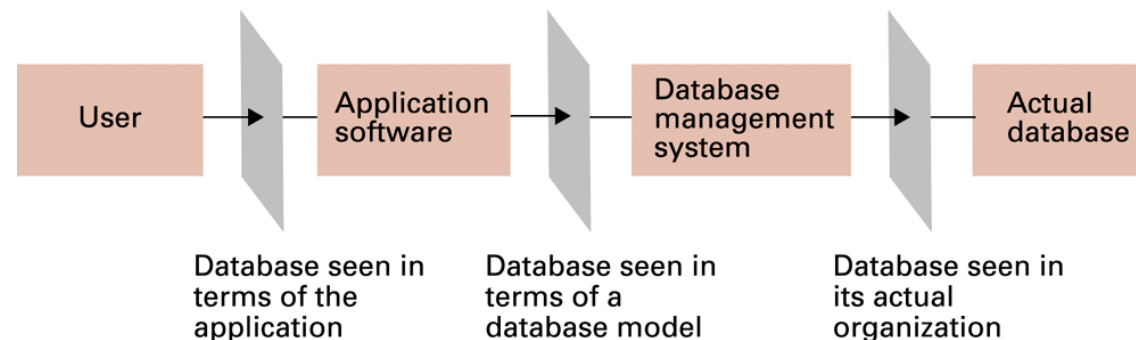 User
Application
software
Database
management
system
Actual
database
Database seen in
terms of the
application
Database seen in
terms of a
database model
Database seen in
its actual
organization